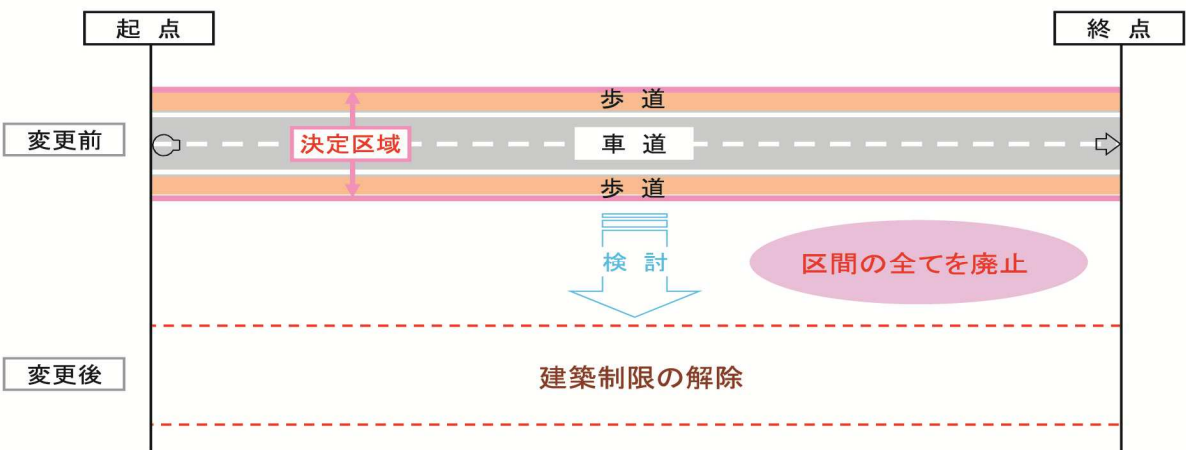 起点
終点
歩道
変更前
決定区域
車道
歩道
検討
区間の全てを廃止
変更後
建築制限の解除